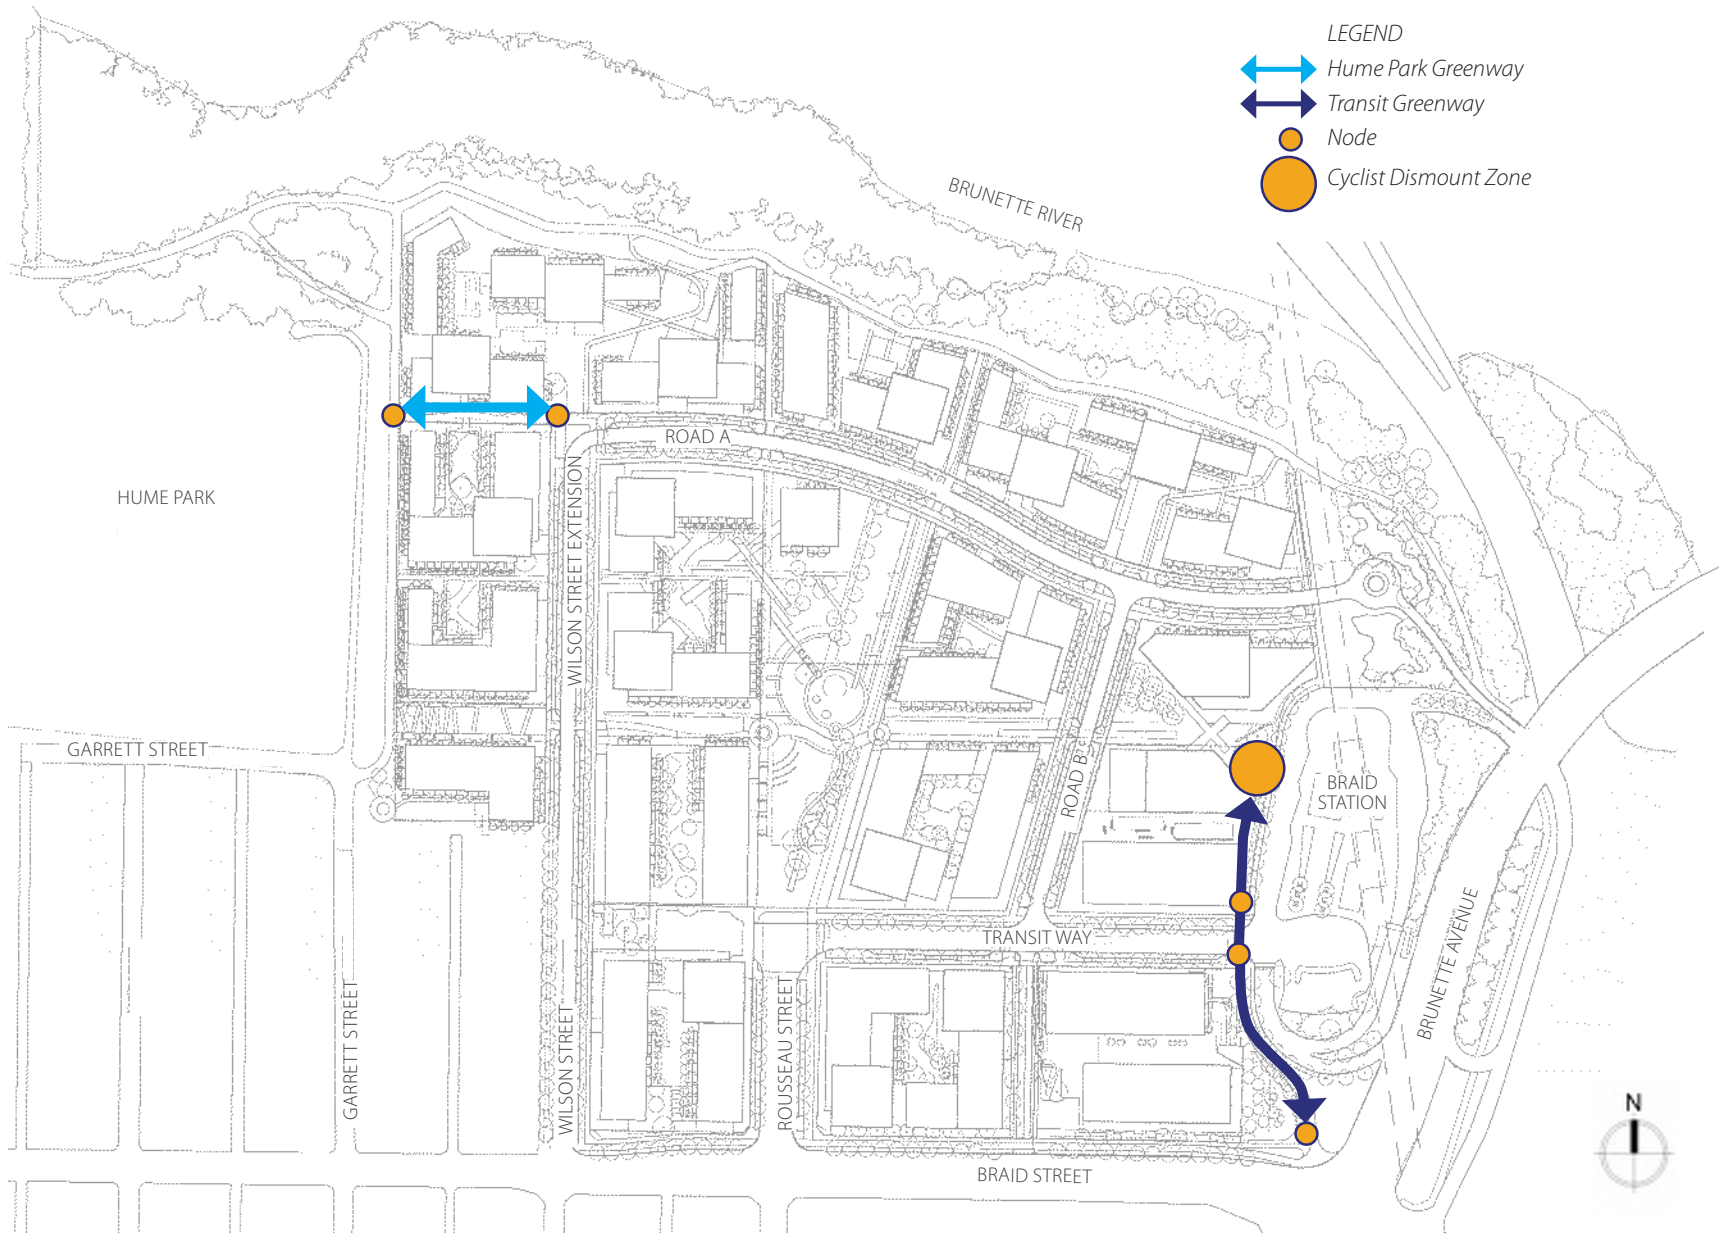 LEGEND
Hume Park Greenway
Transit Greenway
Node
Cyclist Dismount Zone
BRUNETTE RIVER
ROAD A
HUME PARK
WILSON STREET EXTENSION
GARRETT STREET
ROAD B
BRAID
STATION
TRANSIT WAY
BRUNETTE AVENUE
GARRETT STREET
WILSON STREET
ROUSSEAU STREET
BRAID STREET
N